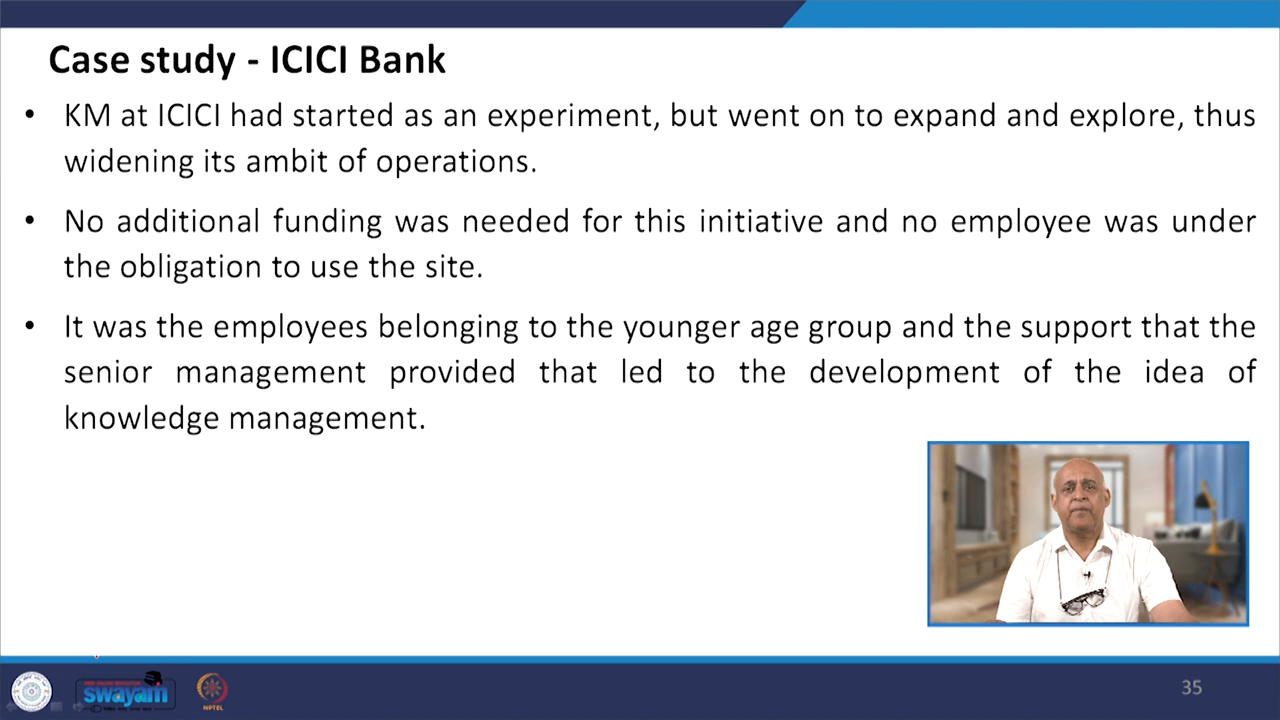 Case study - ICICI Bank
• KM at ICICI had started as an experiment, but went on to expand and explore, thus
widening its ambit of operations.
• No additional funding was needed for this initiative and no employee was under
the obligation to use the site.
• It was the employees belonging to the younger age group and the support that the
senior management provided that led to the development of the idea of
knowledge management.
swayam
NPTEL
35